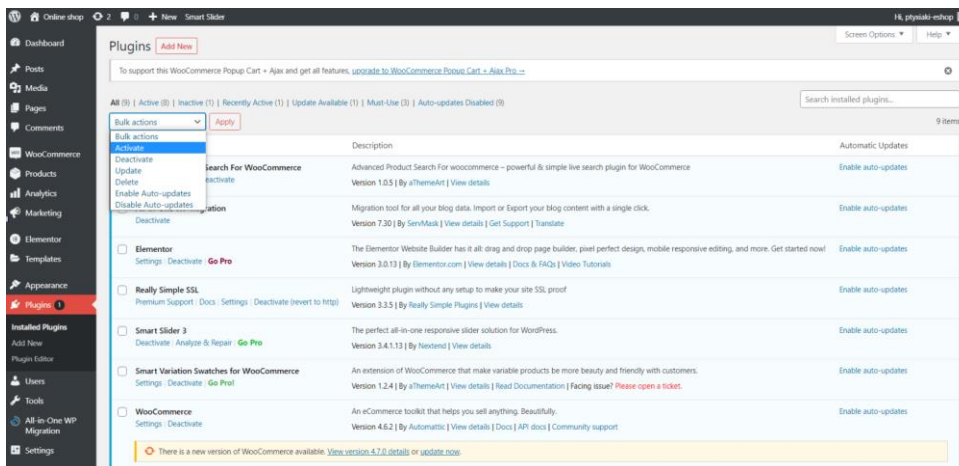 Online shop 2 0 + New Smart Slider
Hi, ptyxiaki-eshop
Dashboard
Posts
Media
Pages
Comments
WooCommerce
Products
Analytics
Marketing
Elementor
Templates
Appearance
Plugins 1
Installed Plugins
Add New
Plugin Editor
Users
Tools
All-in-One WP
Migration
Settings
Screen Options ▼ Help ▼
Plugins Add New
To support this WooCommerce Popup Cart + Ajax and get all features, upgrade to WooCommerce Popup Cart + Ajax Pro →
All (9) | Active (8) | Inactive (1) | Recently Active (1) | Update Available (1) | Must-Use (3) | Auto-updates Disabled (9)
Search installed plugins...
Bulk actions Apply
9 items
Bulk actions
Activate
Deactivate
Update
Delete
Enable Auto-updates
Disable Auto-updates
Description Automatic Updates
Search For WooCommerce Advanced Product Search For woocommerce – powerful & simple live search plugin for WooCommerce Enable auto-updates
Version 1.0.5 | By aThemeArt | View details
Migration tool for all your blog data. Import or Export your blog content with a single click. Enable auto-updates
Deactivate Version 7.30 | By ServMask | View details | Get Support | Translate
Elementor The Elementor Website Builder has it all: drag and drop page builder, pixel perfect design, mobile responsive editing, and more. Get started now! Enable auto-updates
Settings | Deactivate | Go Pro Version 3.0.13 | By Elementor.com | View details | Docs & FAQs | Video Tutorials
Really Simple SSL Lightweight plugin without any setup to make your site SSL proof Enable auto-updates
Premium Support | Docs | Settings | Deactivate (revert to http) Version 3.3.5 | By Really Simple Plugins | View details
Smart Slider 3 The perfect all-in-one responsive slider solution for WordPress. Enable auto-updates
Deactivate | Analyze & Repair | Go Pro Version 3.4.1.13 | By Nextend | View details
Smart Variation Swatches for WooCommerce An extension of WooCommerce that make variable products be more beauty and friendly with customers. Enable auto-updates
Settings | Deactivate | Go Pro! Version 1.2.4 | By aThemeArt | View details | Read Documentation | Facing issue? Please open a ticket.
WooCommerce An eCommerce toolkit that helps you sell anything. Beautifully. Enable auto-updates
Settings | Deactivate Version 4.6.2 | By Automattic | View details | Docs | API docs | Community support
There is a new version of WooCommerce available. View version 4.7.0 details or update now.